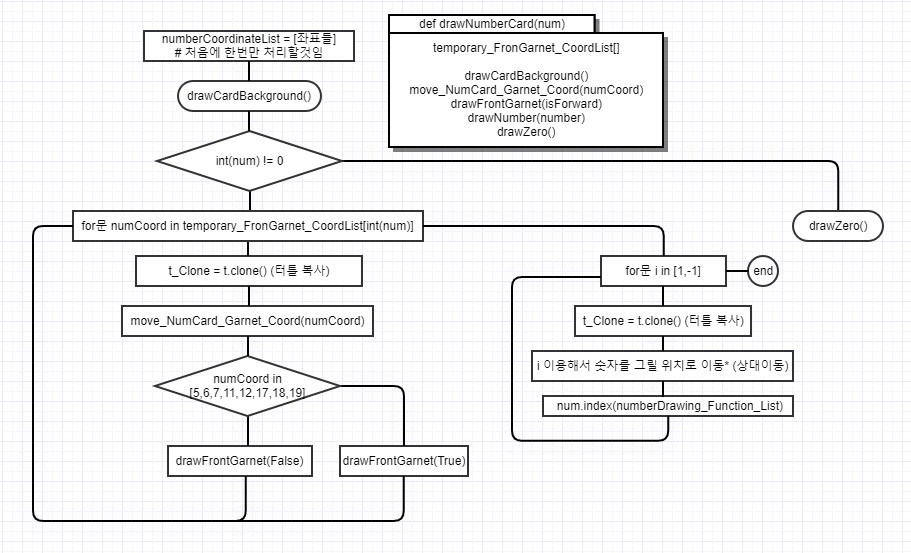 numberCoordinateList = [좌표들]
# 처음에 한번만 처리할것임
drawCardBackground()
int(num) != 0
def drawNumberCard(num)
temporary_FronGarnet_CoordList[]
drawCardBackground()
move_NumCard_Garnet_Coord(numCoord)
drawFrontGarnet(isForward)
drawNumber(number)
drawZero()
drawZero()
for문 numCoord in temporary_FronGarnet_CoordList[int(num)]
t_Clone = t.clone() (터틀 복사)
move_NumCard_Garnet_Coord(numCoord)
numCoord in
[5,6,7,11,12,17,18,19]
drawFrontGarnet(False)
drawFrontGarnet(True)
for문 i in [1,-1]
end
t_Clone = t.clone() (터틀 복사)
i 이용해서 숫자를 그릴 위치로 이동* (상대이동)
num.index(numberDrawing_Function_List)